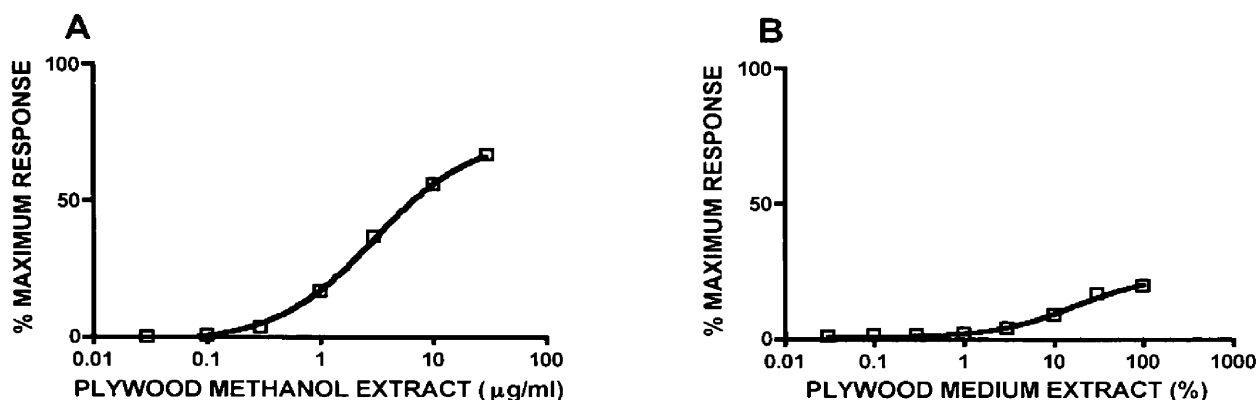 A
% MAXIMUM RESPONSE
100
50
0
0.01 0.1 1 10 100
PLYWOOD METHANOL EXTRACT (μg/ml)
B
% MAXIMUM RESPONSE
100
50
0
0.01 0.1 1 10 100 1000
PLYWOOD MEDIUM EXTRACT (%)